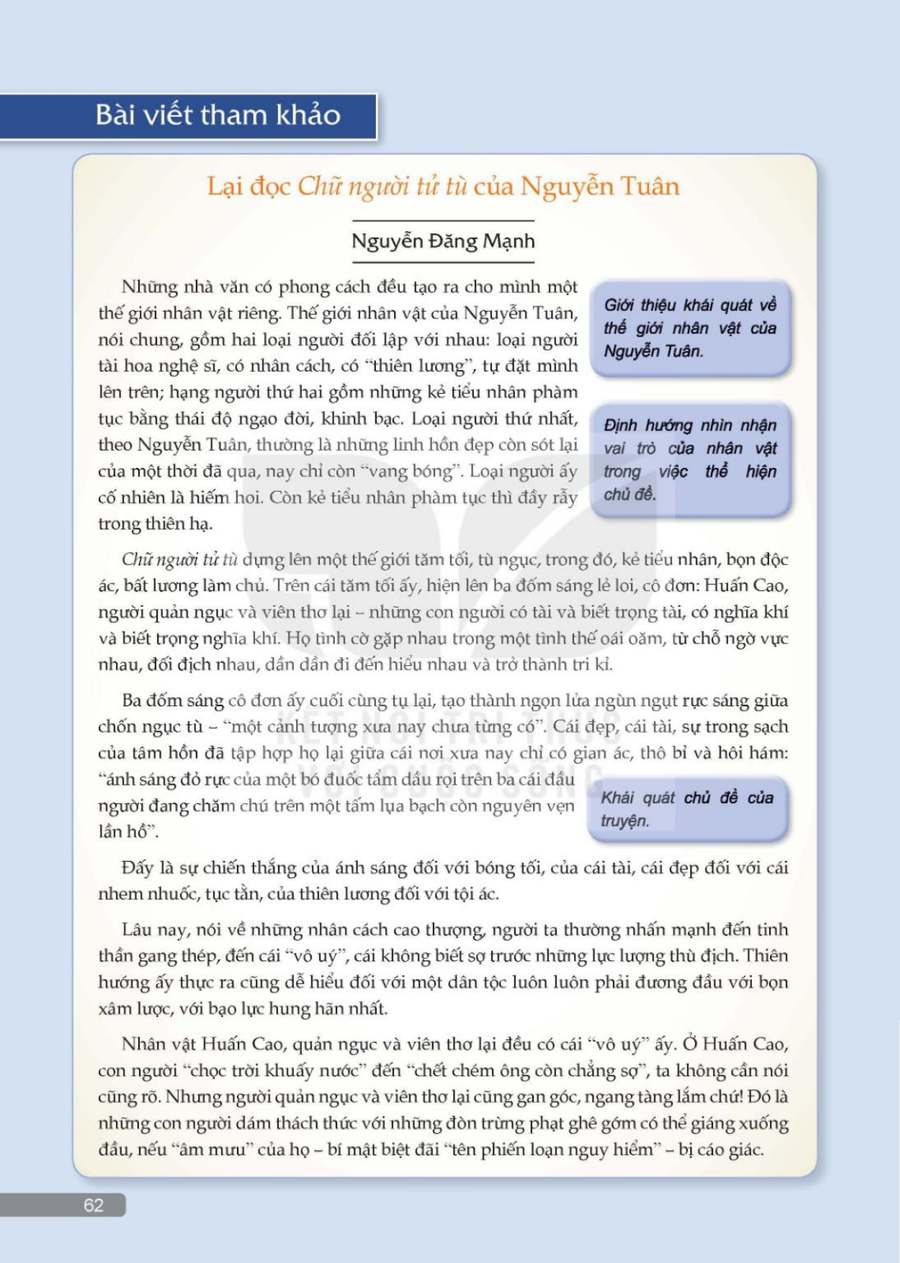 Bài viết tham khảo
Lại đọc Chữ người tử tù của Nguyễn Tuân
Nguyễn Đăng Mạnh
Những nhà văn có phong cách đều tạo ra cho mình một
thế giới nhân vật riêng. Thế giới nhân vật của Nguyễn Tuân,
nói chung, gồm hai loại người đối lập với nhau: loại người
tài hoa nghệ sĩ, có nhân cách, có “thiên lương”, tự đặt mình
lên trên; hạng người thứ hai gồm những kẻ tiểu nhân phàm
tục bằng thái độ ngạo đời, khinh bạc. Loại người thứ nhất,
theo Nguyễn Tuân, thường là những linh hồn đẹp còn sót lại
của một thời đã qua, nay chỉ còn “vang bóng”. Loại người ấy
cố nhiên là hiếm hoi. Còn kẻ tiểu nhân phàm tục thì đầy rẫy
trong thiên hạ.
Giới thiệu khái quát về
thế giới nhân vật của
Nguyễn Tuân.
Định hướng nhìn nhận
vai trò của nhân vật
trong việc thể hiện
chủ đề.
Chữ người tử tù dựng lên một thế giới tăm tối, tù ngục, trong đó, kẻ tiểu nhân, bọn độc
ác, bất lương làm chủ. Trên cái tăm tối ấy, hiện lên ba đốm sáng lẻ loi, cô đơn: Huấn Cao,
người quản ngục và viên thơ lại – những con người có tài và biết trọng tài, có nghĩa khí
và biết trọng nghĩa khí. Họ tình cờ gặp nhau trong một tình thế oái oăm, từ chỗ ngờ vực
nhau, đối địch nhau, dần dần đi đến hiểu nhau và trở thành tri kỉ.
Ba đốm sáng cô đơn ấy cuối cùng tụ lại, tạo thành ngọn lửa ngùn ngụt rực sáng giữa
chốn ngục tù – “một cảnh tượng xưa nay chưa từng có”. Cái đẹp, cái tài, sự trong sạch
của tâm hồn đã tập hợp họ lại giữa cái nơi xưa nay chỉ có gian ác, thô bỉ và hôi hám:
“ánh sáng đỏ rực của một bó đuốc tẩm dầu rọi trên ba cái đầu
người đang chăm chú trên một tấm lụa bạch còn nguyên vẹn
lần hồ”.
Khái quát chủ đề của
truyện.
KẾT NỐI TRI THỨC
VỚI CUỘC SỐNG
Đấy là sự chiến thắng của ánh sáng đối với bóng tối, của cái tài, cái đẹp đối với cái
nhem nhuốc, tục tằn, của thiên lương đối với tội ác.
Lâu nay, nói về những nhân cách cao thượng, người ta thường nhấn mạnh đến tinh
thần gang thép, đến cái “vô uý”, cái không biết sợ trước những lực lượng thù địch. Thiên
hướng ấy thực ra cũng dễ hiểu đối với một dân tộc luôn luôn phải đương đầu với bọn
xâm lược, với bạo lực hung hãn nhất.
Nhân vật Huấn Cao, quản ngục và viên thơ lại đều có cái “vô uý” ấy. Ở Huấn Cao,
con người “chọc trời khuấy nước” đến “chết chém ông còn chẳng sợ”, ta không cần nói
cũng rõ. Nhưng người quản ngục và viên thơ lại cũng gan góc, ngang tàng lắm chứ! Đó là
những con người dám thách thức với những đòn trừng phạt ghê gớm có thể giáng xuống
đầu, nếu “âm mưu” của họ – bí mật biệt đãi “tên phiến loạn nguy hiểm” – bị cáo giác.
62